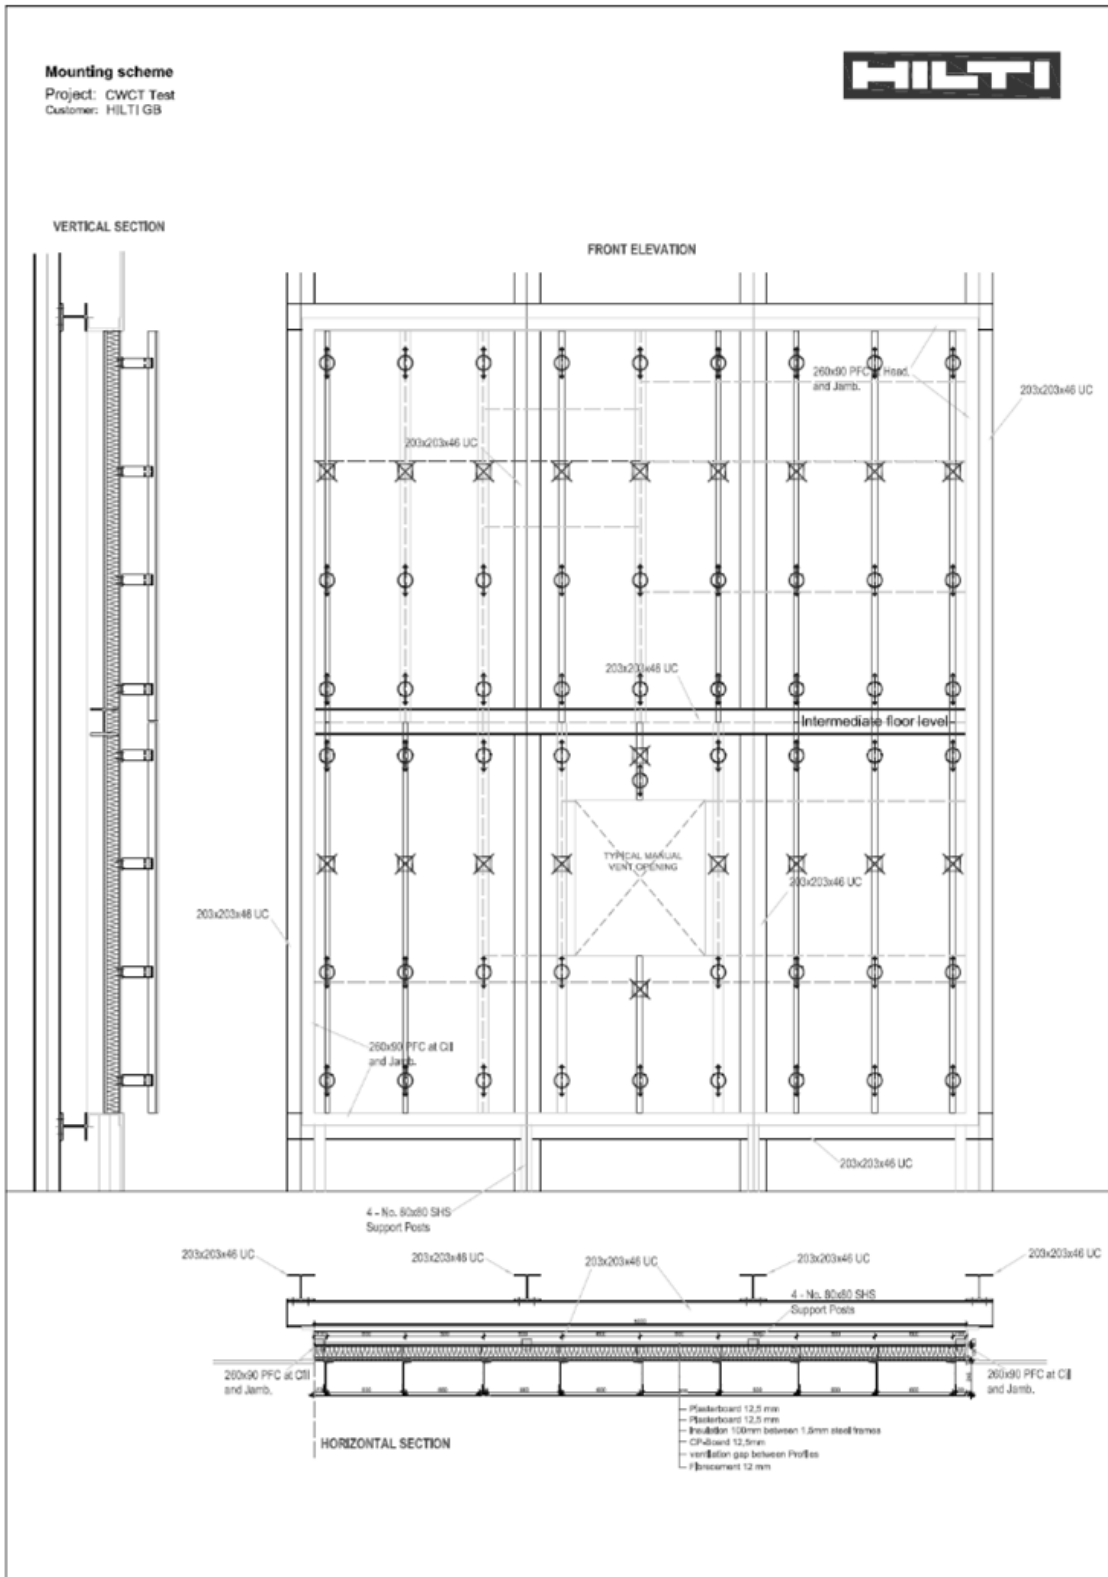 Mounting scheme
Project: CWCT Test
Customer: HILTI GB
HILTI
VERTICAL SECTION
FRONT ELEVATION
260x90 PFC Head
and Jamb.
203x203x46 UC
203x203x46 UC
203x203x46 UC
Intermediate floor level
TYPICAL MANUAL
VENT OPENING
203x203x46 UC
203x203x46 UC
260x90 PFC at Cill
and Jamb.
203x203x46 UC
4 - No. 80x80 SHS
Support Posts
203x203x46 UC
203x203x46 UC
203x203x46 UC
203x203x46 UC
203x203x46 UC
4 - No. 80x80 SHS
Support Posts
260x90 PFC at Cill
and Jamb.
260x90 PFC at Cill
and Jamb.
Plasterboard 12,5 mm
Plasterboard 12,5 mm
Insulation 100mm between 1,6mm steel frames
CP-Board 12,5mm
ventilation gap between Profiles
Fibrecement 12 mm
HORIZONTAL SECTION